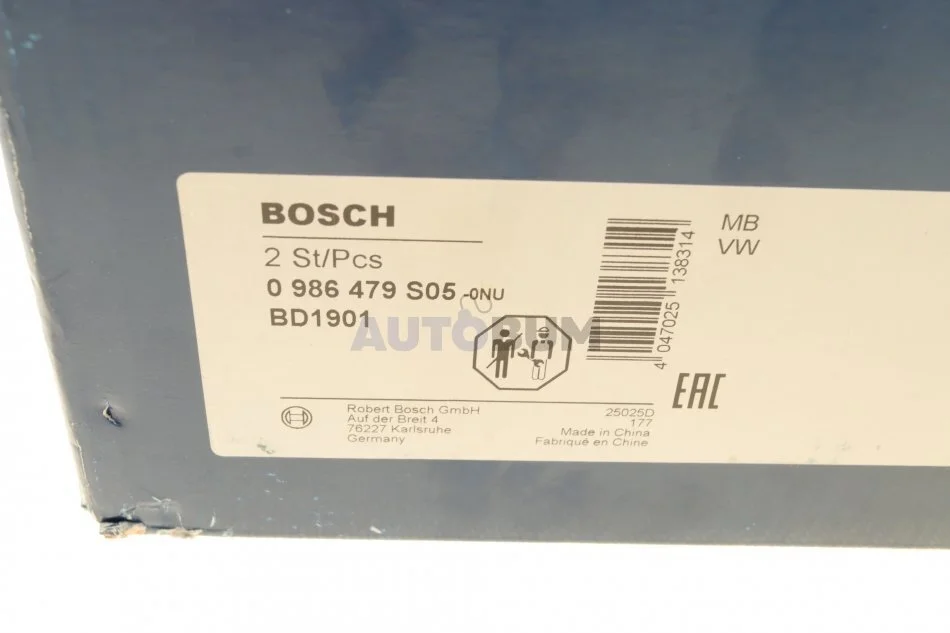 BOSCH
2 St/Pcs
0 986 479 S05 -0NU
BD1901
AUTOBUM
Robert Bosch GmbH
Auf der Breit 4
76227 Karlsruhe
Germany
25025D
177
Made in China
Fabriqué en Chine
4 047025 138314
MB
VW
EAC